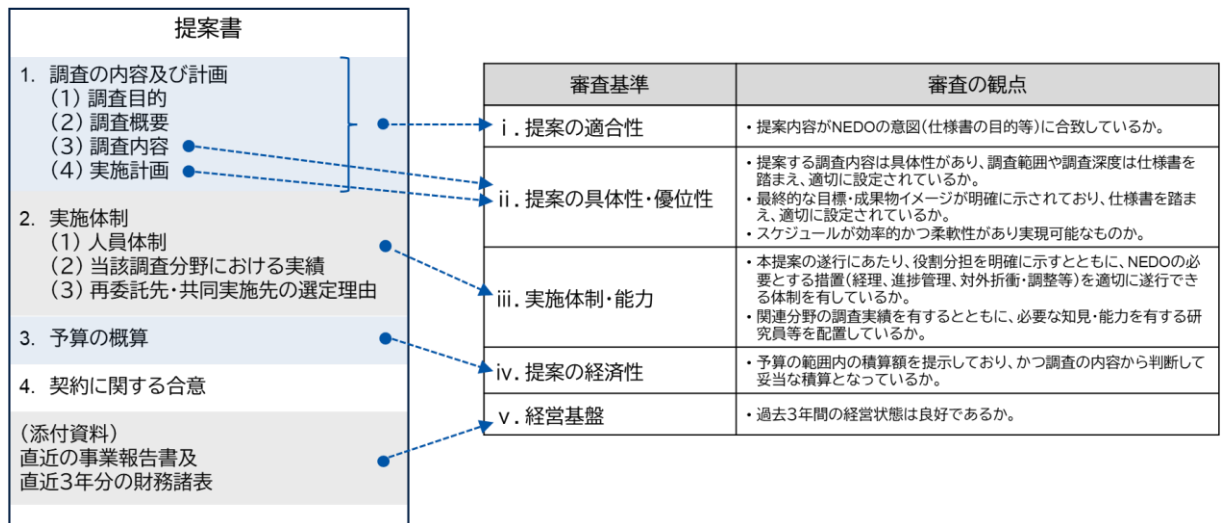 提案書
1. 調査の内容及び計画
(1) 調査目的
(2) 調査概要
(3) 調査内容
(4) 実施計画
2. 実施体制
(1) 人員体制
(2) 当該調査分野における実績
(3) 再委託先・共同実施先の選定理由
3. 予算の概算
4. 契約に関する合意
(添付資料)
直近の事業報告書及
直近3年分の財務諸表
審査基準
審査の観点
ⅰ. 提案の適合性
・提案内容がNEDOの意図(仕様書の目的等)に合致しているか。
ⅱ. 提案の具体性・優位性
・提案する調査内容は具体性があり、調査範囲や調査深度は仕様書を
踏まえ、適切に設定されているか。
・最終的な目標・成果物イメージが明確に示されており、仕様書を踏ま
え、適切に設定されているか。
・スケジュールが効率的かつ柔軟性があり実現可能なものか。
ⅲ. 実施体制・能力
・本提案の遂行にあたり、役割分担を明確に示すとともに、NEDOの必
要とする措置(経理、進捗管理、対外折衝・調整等)を適切に遂行でき
る体制を有しているか。
・関連分野の調査実績を有するとともに、必要な知見・能力を有する研
究員等を配置しているか。
ⅳ. 提案の経済性
・予算の範囲内の積算額を提示しており、かつ調査の内容から判断して
妥当な積算となっているか。
ⅴ. 経営基盤
・過去3年間の経営状態は良好であるか。